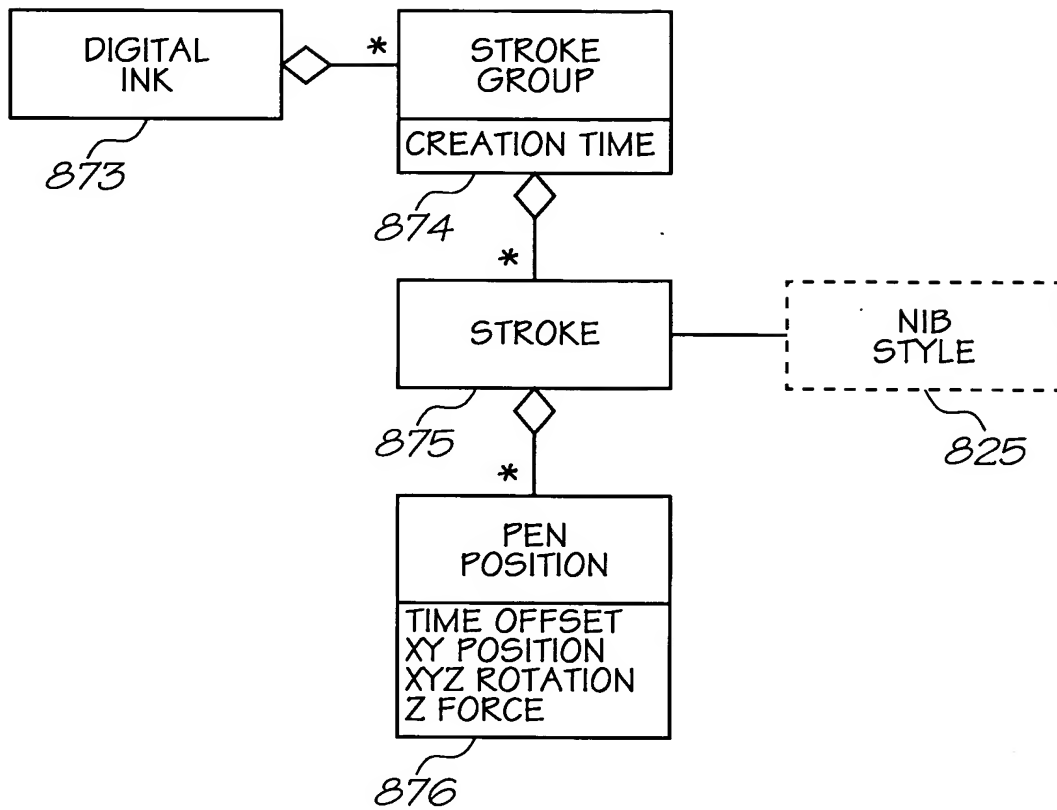 DIGITAL
INK
*
STROKE
GROUP
CREATION TIME
873
874
*
STROKE
NIB
STYLE
875
825
*
PEN
POSITION
TIME OFFSET
XY POSITION
XYZ ROTATION
Z FORCE
876